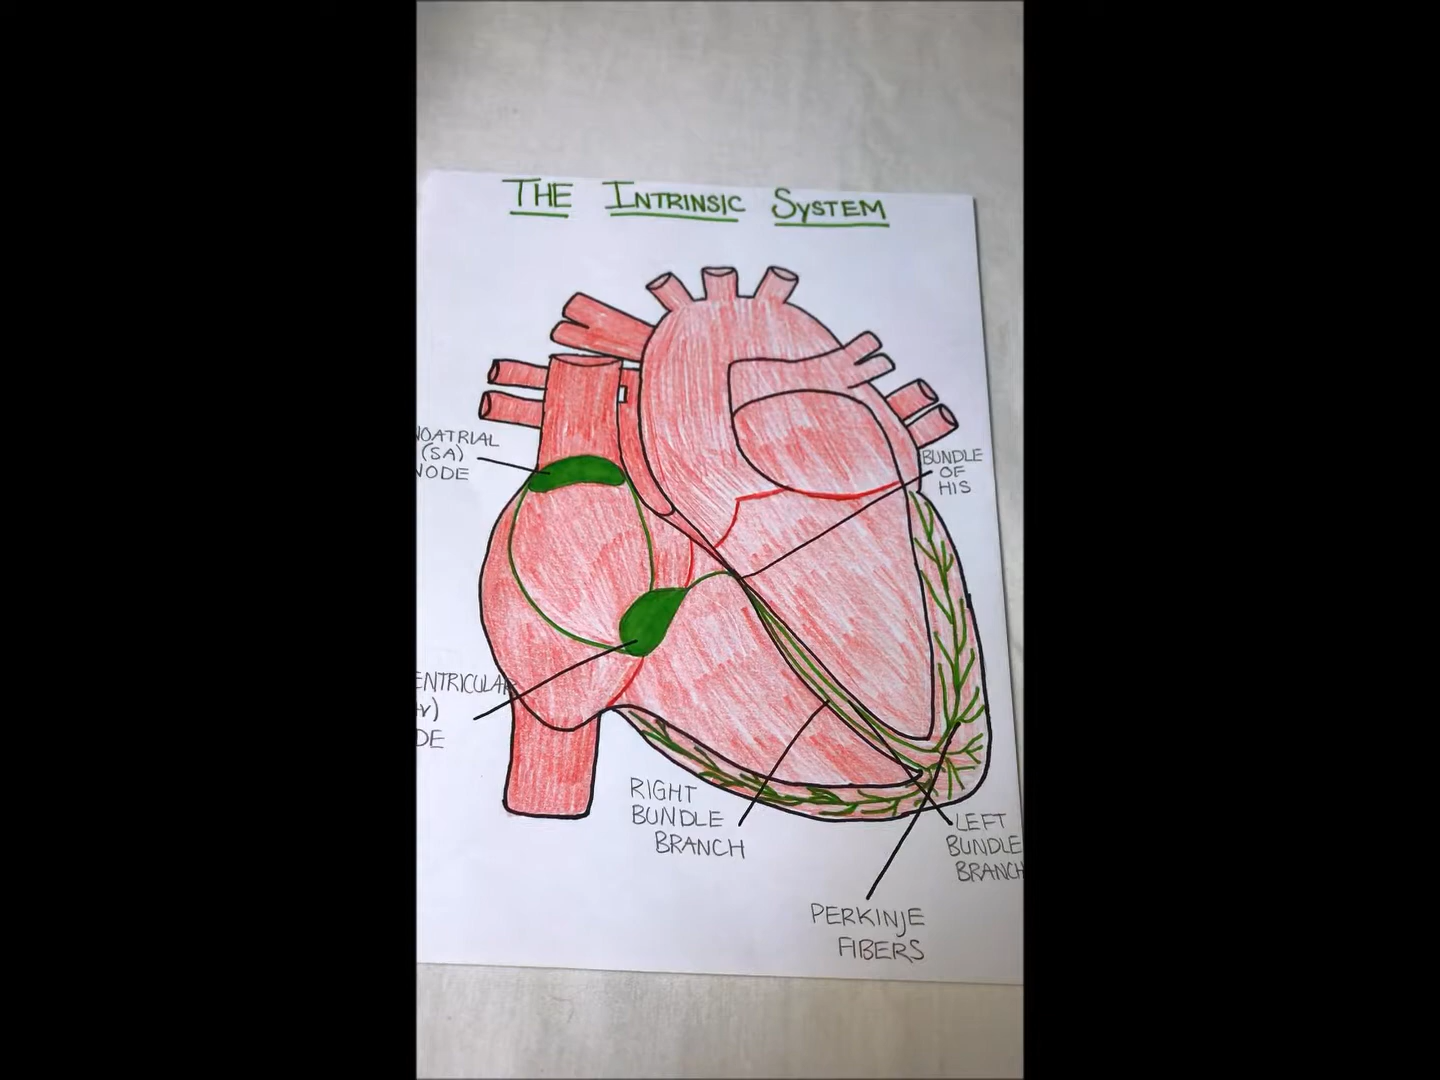 THE INTRINSIC SYSTEM
NOATRIAL
(SA)
NODE
BUNDLE
OF
HIS
ENTRICULAR
DE
RIGHT
BUNDLE
BRANCH
LEFT
BUNDLE
BRANCH
PERKINJE
FIBERS